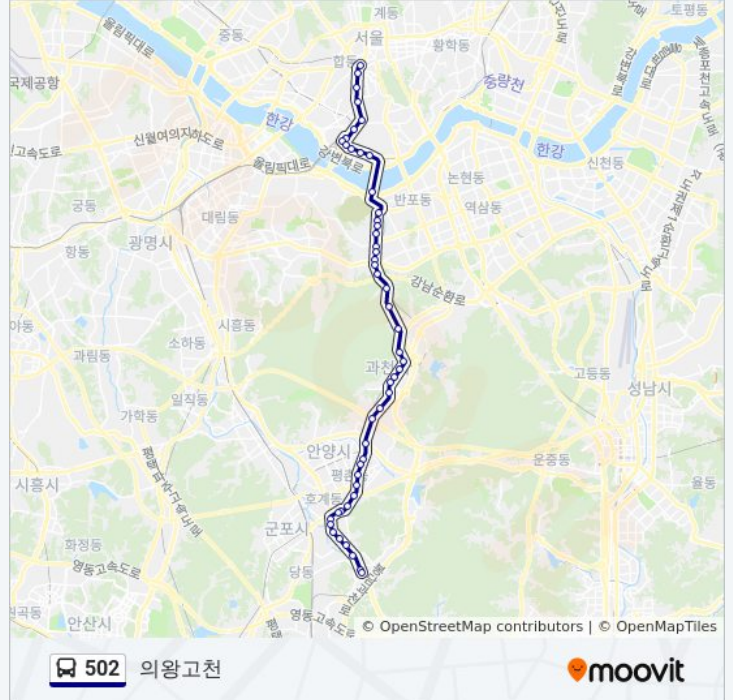 계동
토평동
올림픽대로
중동
서울
황학동
합동
중랑천
국제공항
한강
신월여의지하도로
강변북로
한강
신천동
올림픽대로
논현동
궁동
반포동
역삼동
대림동
광명시
항동
강남순환로
시흥동
소하동
과림동
과천
고등동
성남시
일직동
가학동
안양시
평촌
운중동
시흥시
호계동
율동
군포시
화정동
당동
영동고속도로
안산시
영동고속도로
© OpenStreetMap contributors | © OpenMapTiles
502 의왕고천
moovit